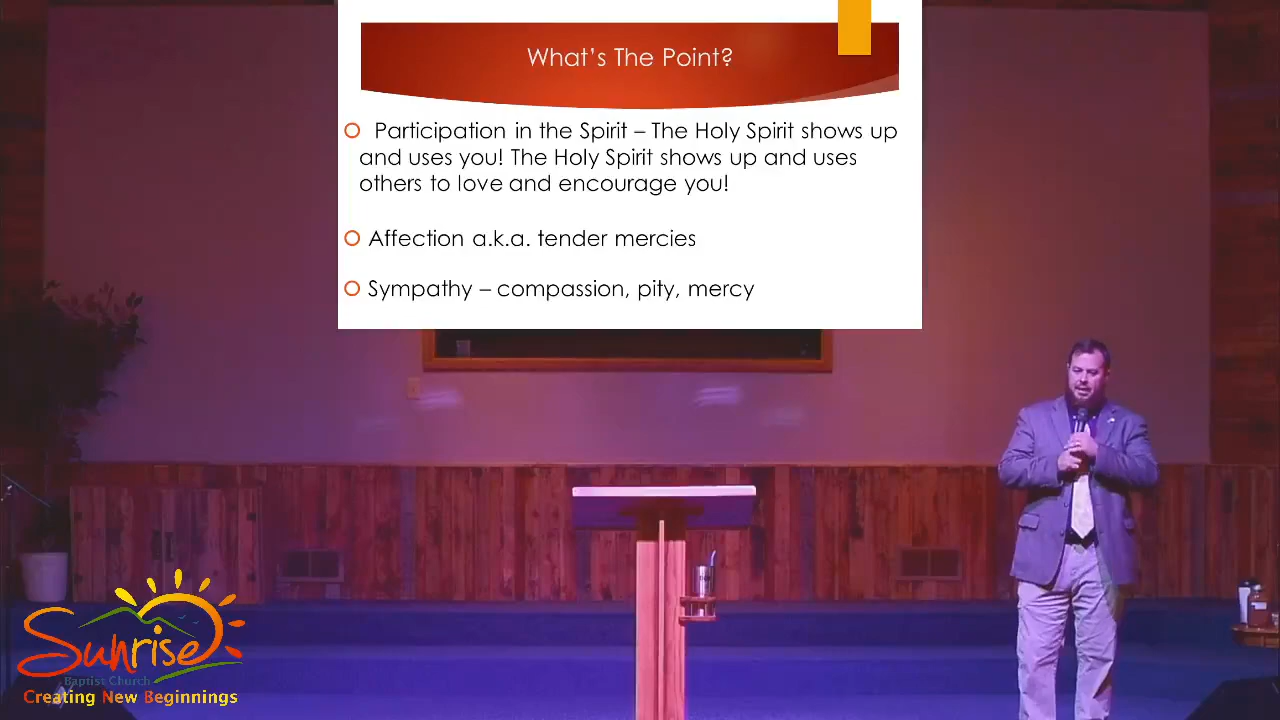 What's The Point?
Participation in the Spirit – The Holy Spirit shows up
and uses you! The Holy Spirit shows up and uses
others to love and encourage you!
Affection a.k.a. tender mercies
Sympathy – compassion, pity, mercy
Sunrise
Baptist Church
Creating New Beginnings